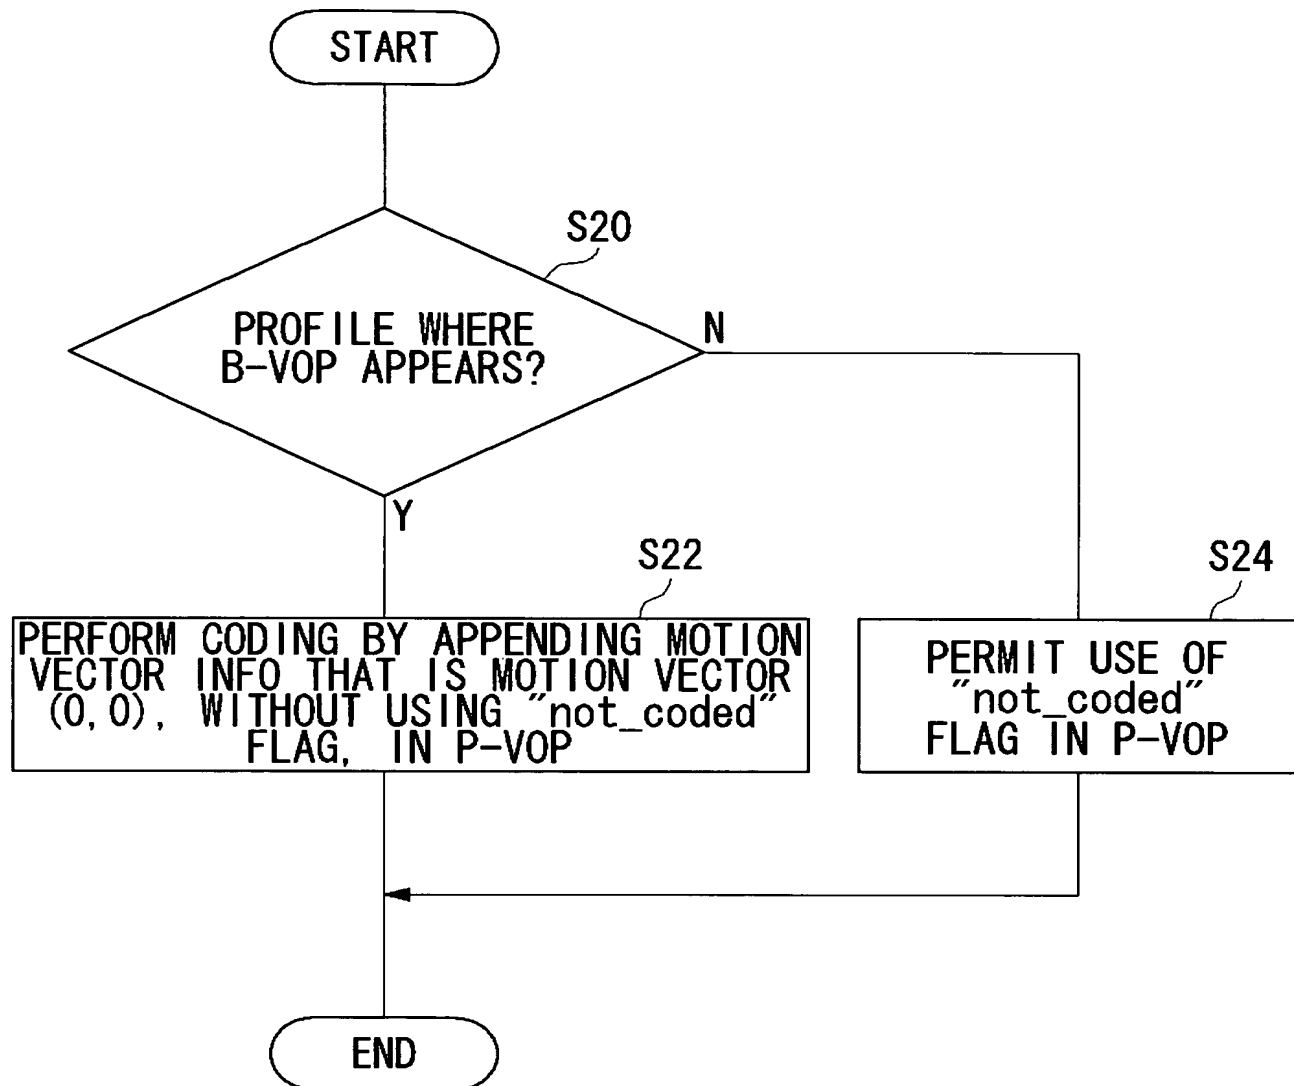 START
S20
PROFILE WHERE
B-VOP APPEARS?
N
Y
S22
PERFORM CODING BY APPENDING MOTION
VECTOR INFO THAT IS MOTION VECTOR
(0,0), WITHOUT USING "not_coded"
FLAG, IN P-VOP
S24
PERMIT USE OF
"not_coded"
FLAG IN P-VOP
END